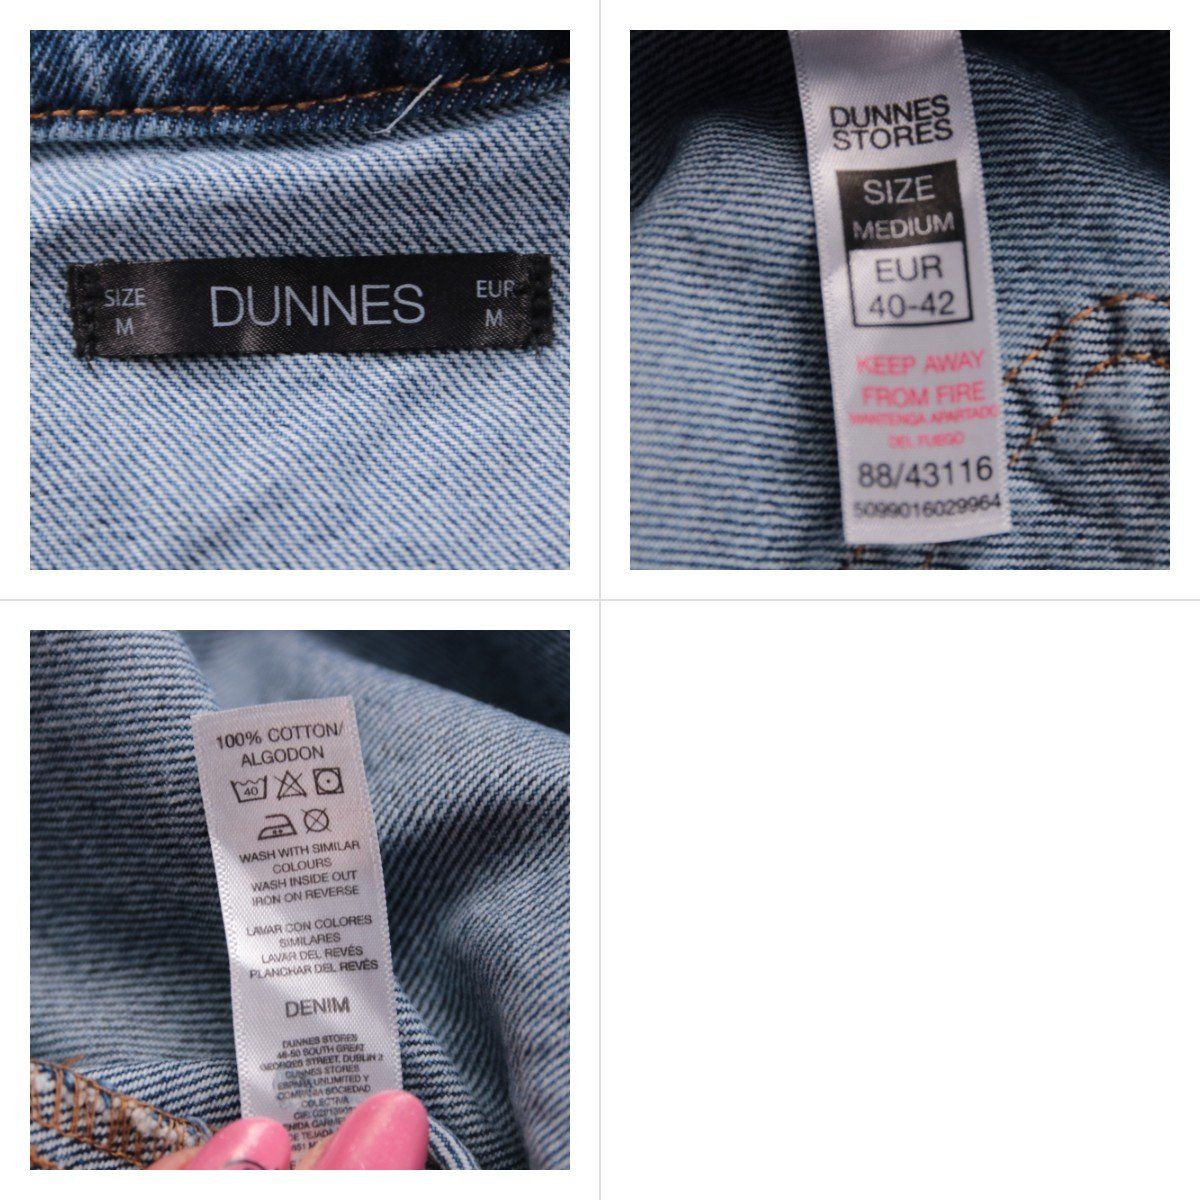 SIZE
M
DUNNES
EUR
M
DUNNES
STORES
SIZE
MEDIUM
EUR
40-42
KEEP AWAY
FROM FIRE
MANTENGA APARTADO
DEL FUEGO
88/43116
5099016029964
100% COTTON/
ALGODON
40
WASH WITH SIMILAR
COLOURS
WASH INSIDE OUT
IRON ON REVERSE
LAVAR CON COLORES
SIMILARES
LAVAR DEL REVÉS
PLANCHAR DEL REVÉS
DENIM
DUNNES STORES
46-50 SOUTH GREAT
GEORGES STREET, DUBLIN 2
DUNNES STORES
ESPAÑA UNLIMITED Y
COMPAÑIA SOCIEDAD
COLECTIVA
CIF:
DE TEJADA